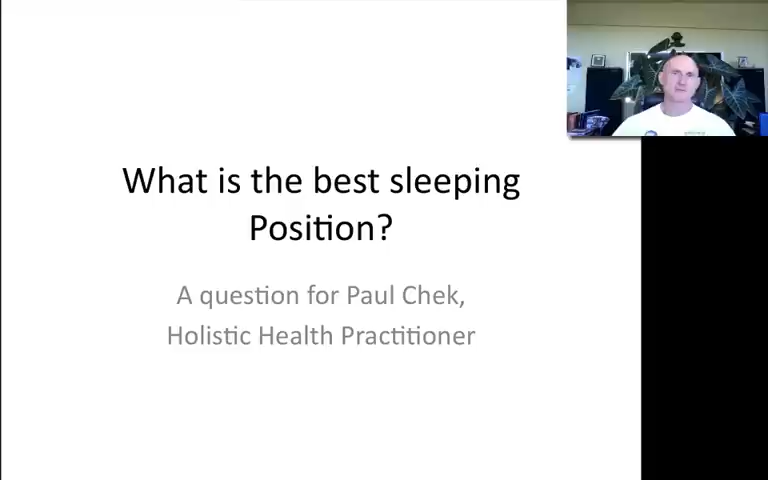 What is the best sleeping
Position?
A question for Paul Chek,
Holistic Health Practitioner